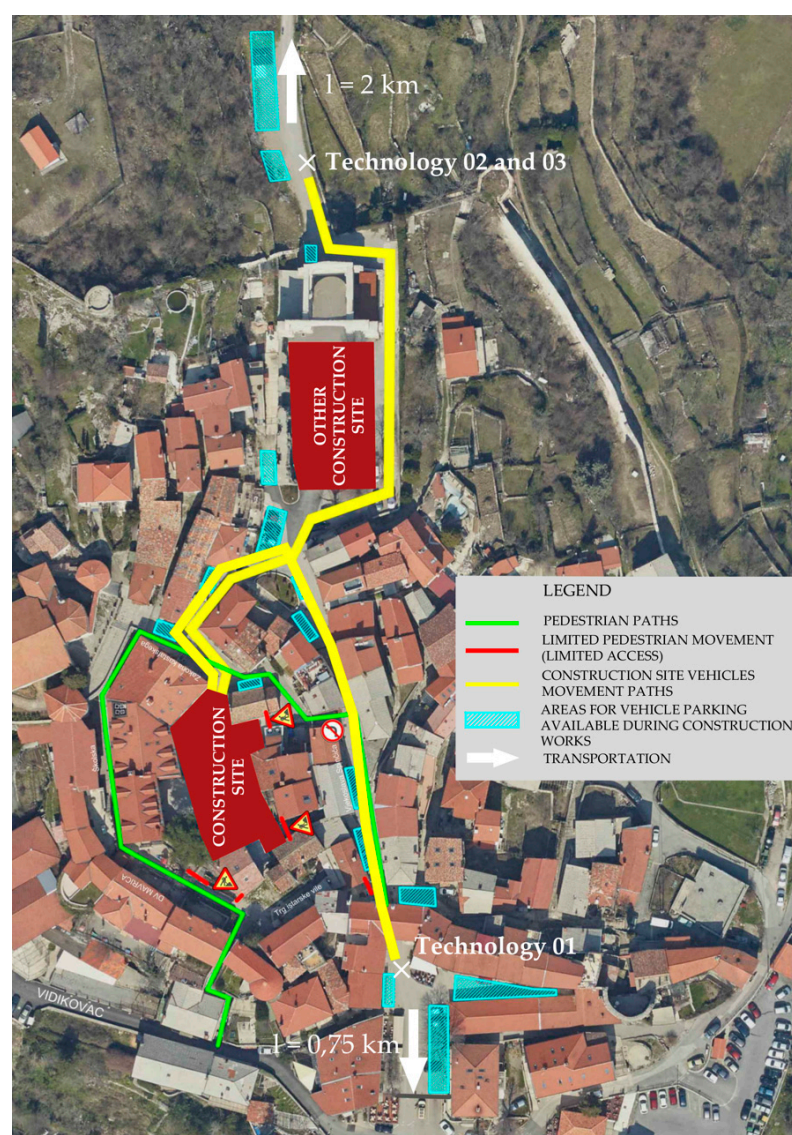 l = 2 km
Technology 02 and 03
OTHER
CONSTRUCTION
SITE
LEGEND
PEDESTRIAN PATHS
LIMITED PEDESTRIAN MOVEMENT
(LIMITED ACCESS)
CONSTRUCTION SITE VEHICLES
MOVEMENT PATHS
AREAS FOR VEHICLE PARKING
AVAILABLE DURING CONSTRUCTION
WORKS
TRANSPORTATION
CONSTRUCTION
SITE
DV MAVRICA
Trg Istarske vile
Technology 01
VIDIKOVAC
l = 0,75 km